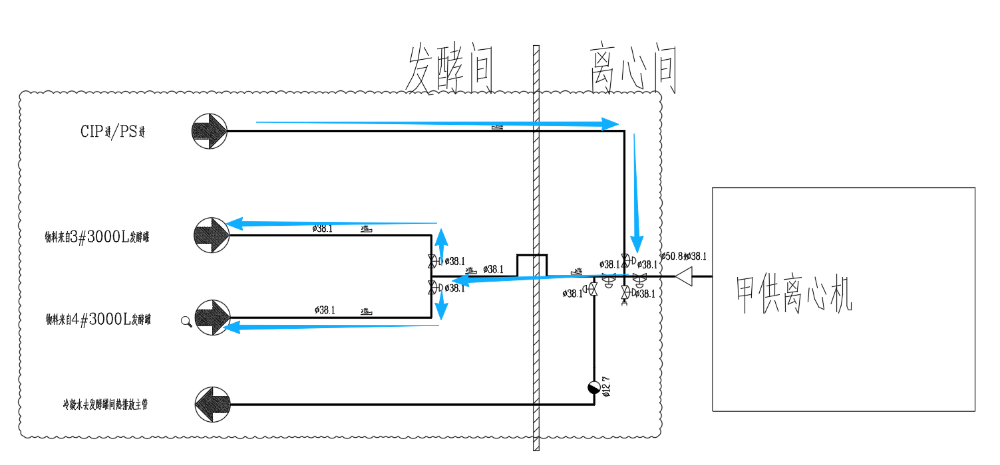 发酵间 离心间
CIP进/PS进
物料来自3#3000L发酵罐
ø38.1
ø38.1
ø38.1
ø38.1
ø38.1
ø38.1
ø50.8变ø38.1
ø38.1
ø38.1
ø38.1
物料来自4#3000L发酵罐
甲供离心机
ø12.7
冷凝水去发酵罐间热排放主管